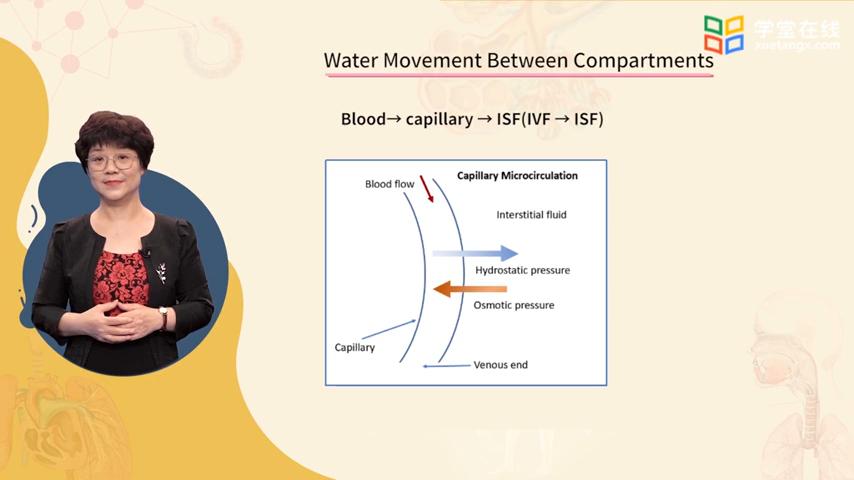 学堂在线
xuetangx.com
Water Movement Between Compartments
Blood→ capillary → ISF(IVF → ISF)
Capillary Microcirculation
Blood flow
Interstitial fluid
Hydrostatic pressure
Osmotic pressure
Capillary
Venous end